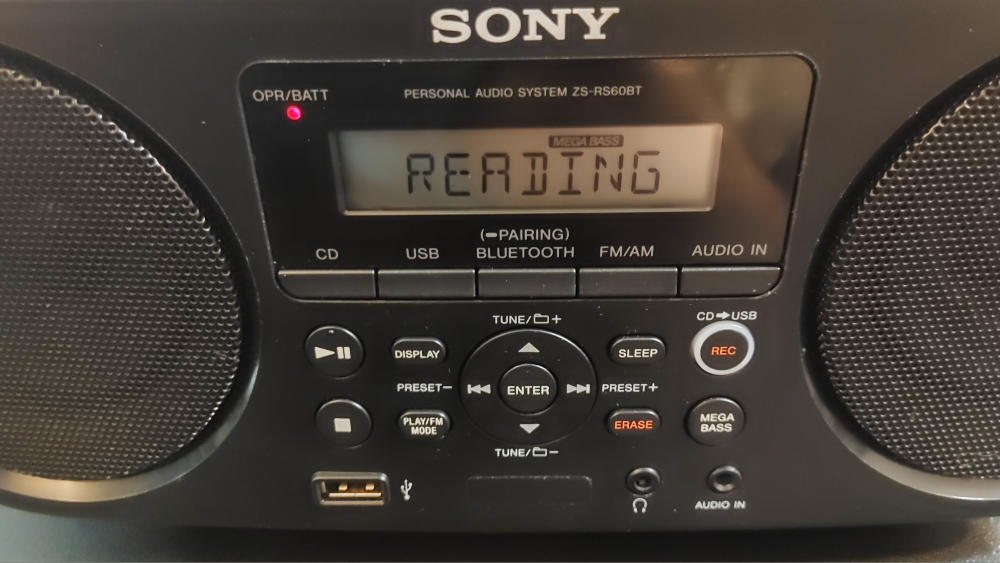 SONY
OPR/BATT
PERSONAL AUDIO SYSTEM ZS-RS60BT
MEGA BASS
READING
(PAIRING)
CD USB BLUETOOTH FM/AM AUDIO IN
TUNE/ +
CD➡USB
DISPLAY
SLEEP
REC
PRESET−
ENTER
PRESET+
PLAY/FM
MODE
ERASE
MEGA
BASS
TUNE/ −
AUDIO IN